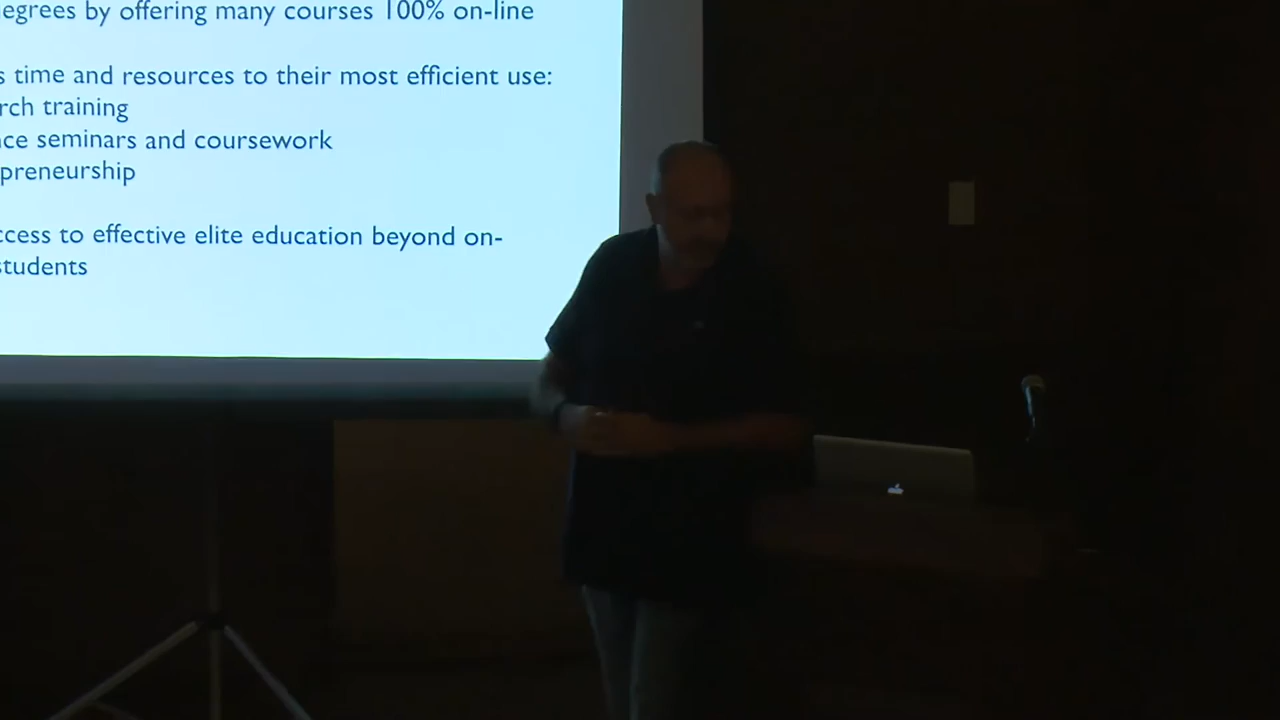 egrees by offering many courses 100% on-line
s time and resources to their most efficient use:
rch training
ce seminars and coursework
preneurship
ccess to effective elite education beyond on-
students